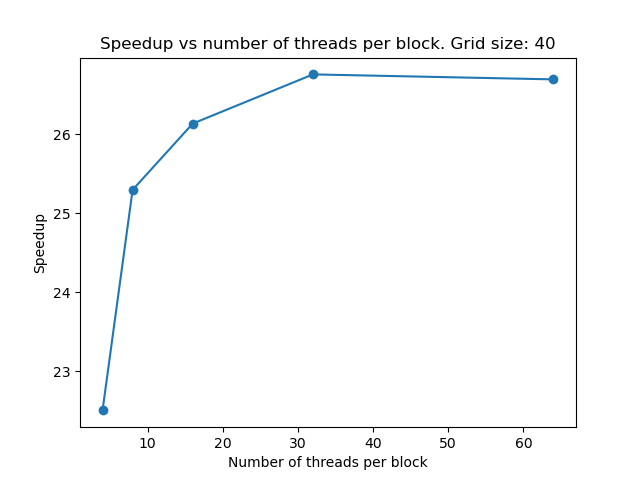 Speedup vs number of threads per block. Grid size: 40
26
25
24
23
Speedup
10 20 30 40 50 60
Number of threads per block